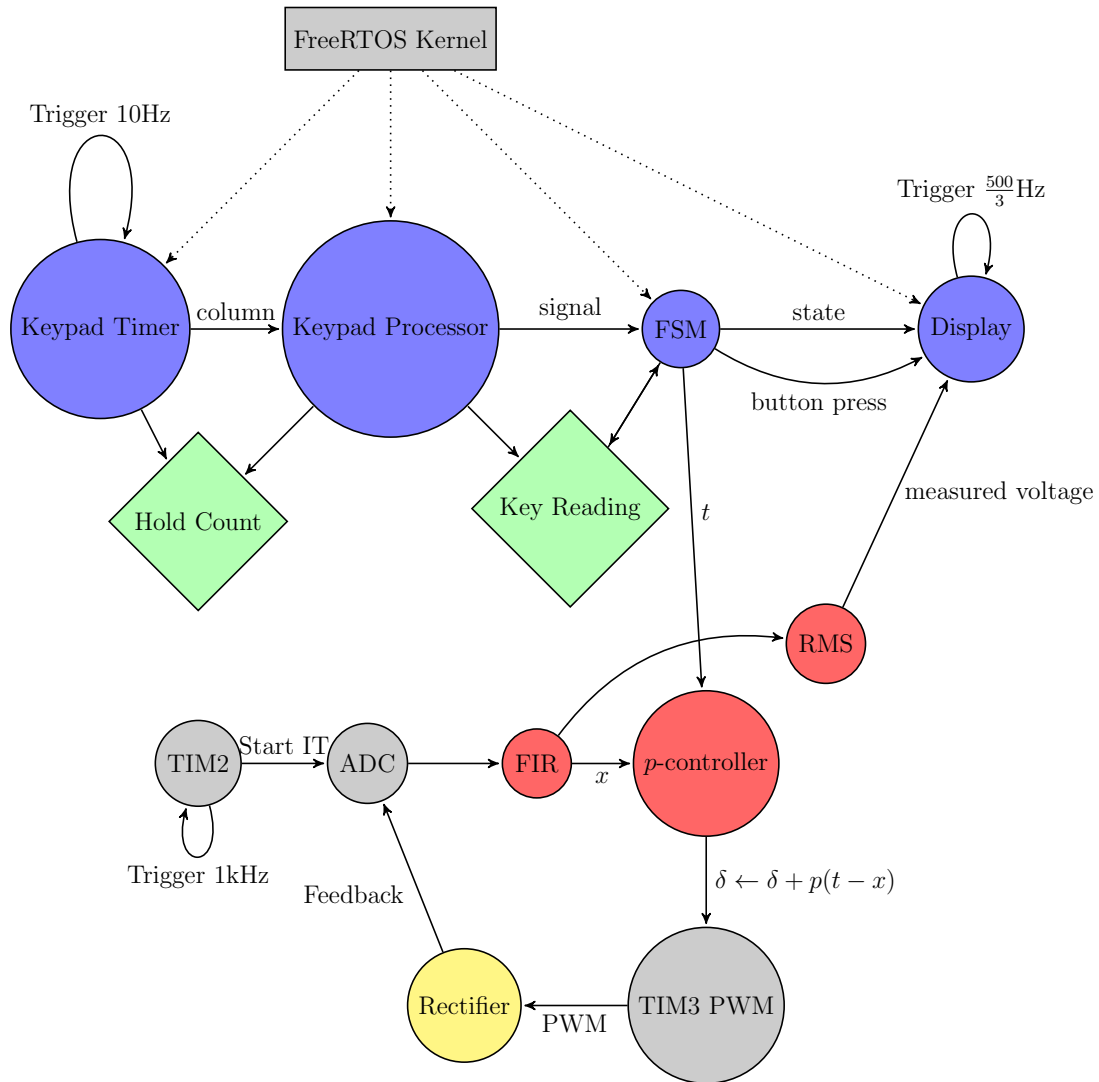 FreeRTOS Kernel
Trigger 10Hz
Trigger $\frac{500}{3}$Hz
Keypad Timer
column
Keypad Processor
signal
FSM
state
Display
button press
Hold Count
Key Reading
t
measured voltage
RMS
TIM2
Start IT
ADC
FIR
x
p-controller
Trigger 1kHz
Feedback
δ ← δ + p(t − x)
Rectifier
PWM
TIM3 PWM